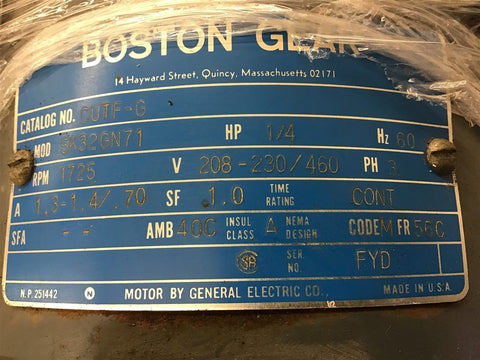 BOSTON GEAR
14 Hayward Street, Quincy, Massachusetts 02171
CATALOG NO. CUTF-G
MOD 5K32GN71 HP 1/4 Hz 60
RPM 1725 V 208-230/460 PH 3
A 1.3-1.4/.70 SF 1.0 TIME RATING CONT
SFA -- AMB 40C INSUL CLASS A NEMA DESIGN CODE M FR 56C
SER NO FYD
N.P. 251442 N MOTOR BY GENERAL ELECTRIC CO., MADE IN U.S.A.